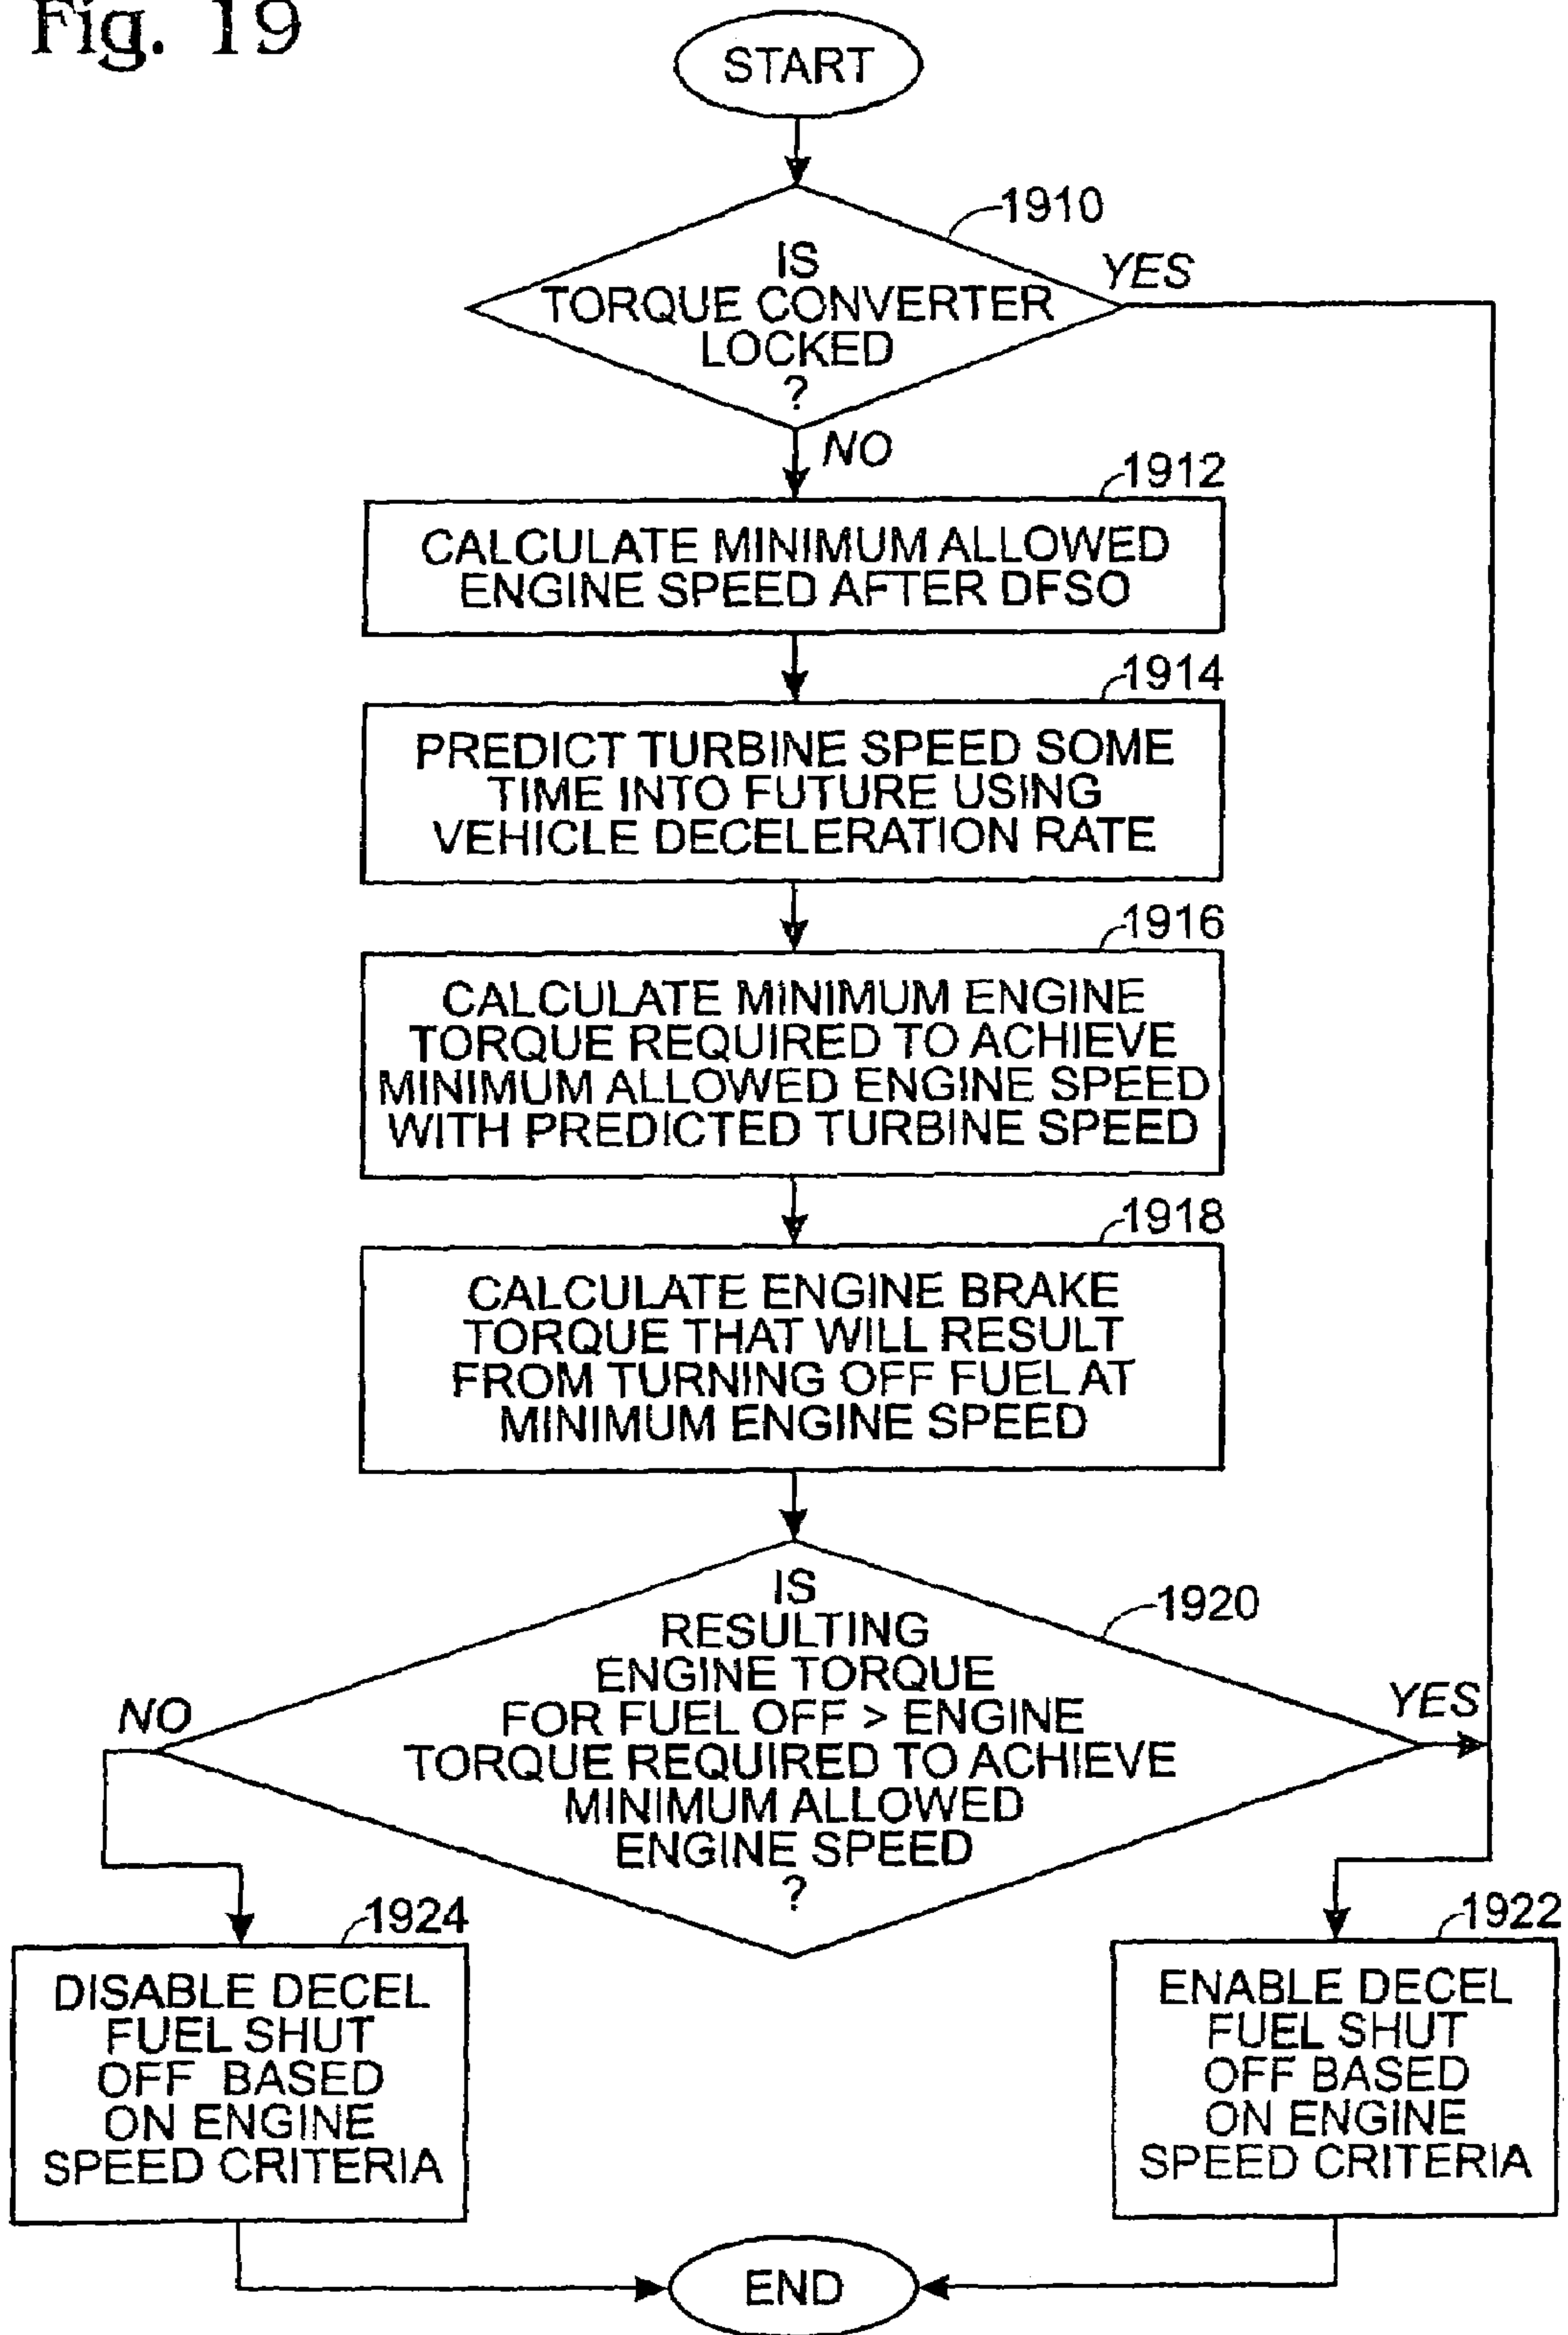 Fig. 19
START
1910
IS
TORQUE CONVERTER
LOCKED
?
YES
NO
1912
CALCULATE MINIMUM ALLOWED
ENGINE SPEED AFTER DFSO
1914
PREDICT TURBINE SPEED SOME
TIME INTO FUTURE USING
VEHICLE DECELERATION RATE
1916
CALCULATE MINIMUM ENGINE
TORQUE REQUIRED TO ACHIEVE
MINIMUM ALLOWED ENGINE SPEED
WITH PREDICTED TURBINE SPEED
1918
CALCULATE ENGINE BRAKE
TORQUE THAT WILL RESULT
FROM TURNING OFF FUEL AT
MINIMUM ENGINE SPEED
1920
IS
RESULTING
ENGINE TORQUE
FOR FUEL OFF > ENGINE
TORQUE REQUIRED TO ACHIEVE
MINIMUM ALLOWED
ENGINE SPEED
?
NO
YES
1924
DISABLE DECEL
FUEL SHUT
OFF BASED
ON ENGINE
SPEED CRITERIA
1922
ENABLE DECEL
FUEL SHUT
OFF BASED
ON ENGINE
SPEED CRITERIA
END